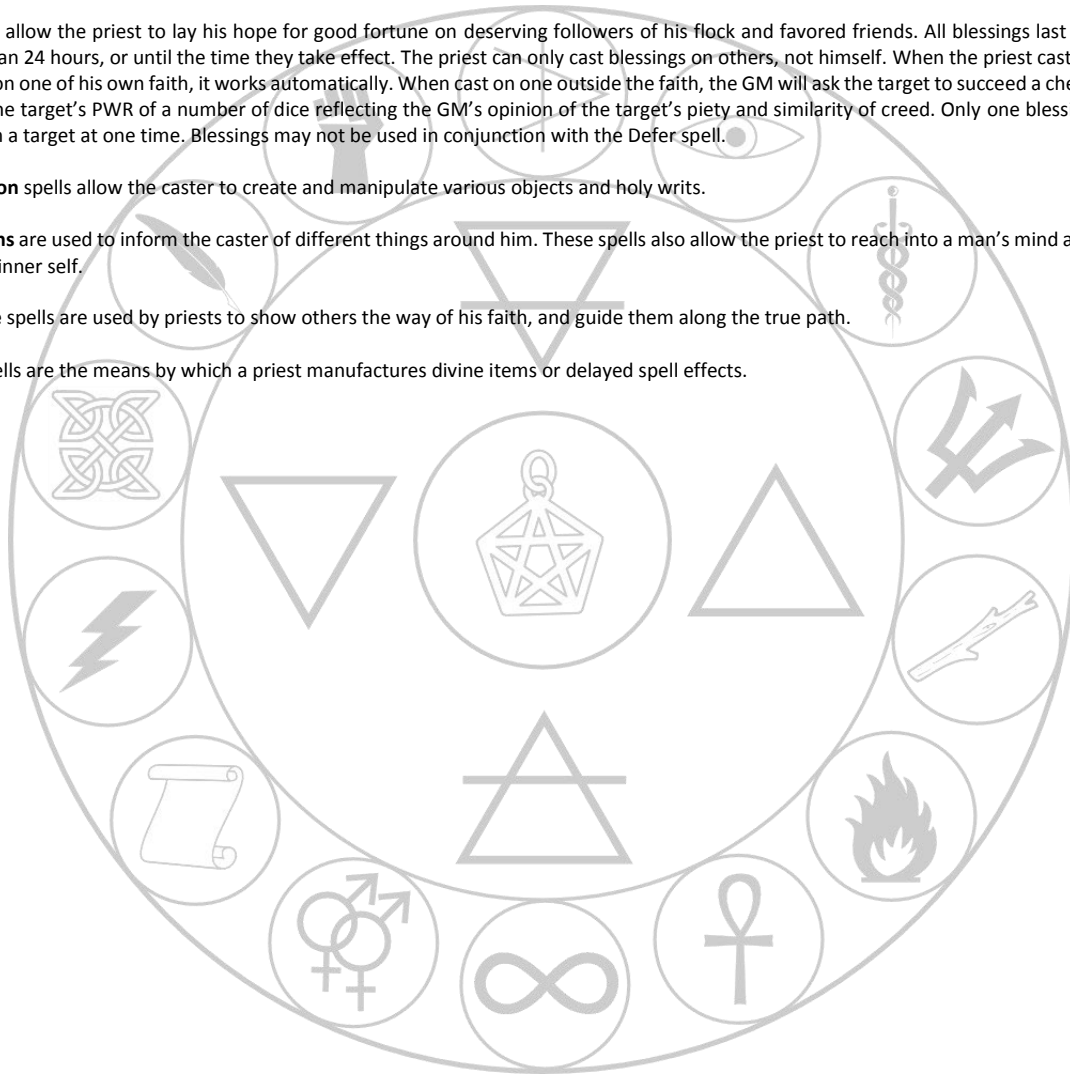 allow the priest to lay his hope for good fortune on deserving followers of his flock and favored friends. All blessings last
an 24 hours, or until the time they take effect. The priest can only cast blessings on others, not himself. When the priest cast
on one of his own faith, it works automatically. When cast on one outside the faith, the GM will ask the target to succeed a che
ne target's PWR of a number of dice reflecting the GM's opinion of the target's piety and similarity of creed. Only one blessi
n a target at one time. Blessings may not be used in conjunction with the Defer spell.
on spells allow the caster to create and manipulate various objects and holy writs.
ns are used to inform the caster of different things around him. These spells also allow the priest to reach into a man's mind a
inner self.
e spells are used by priests to show others the way of his faith, and guide them along the true path.
ells are the means by which a priest manufactures divine items or delayed spell effects.